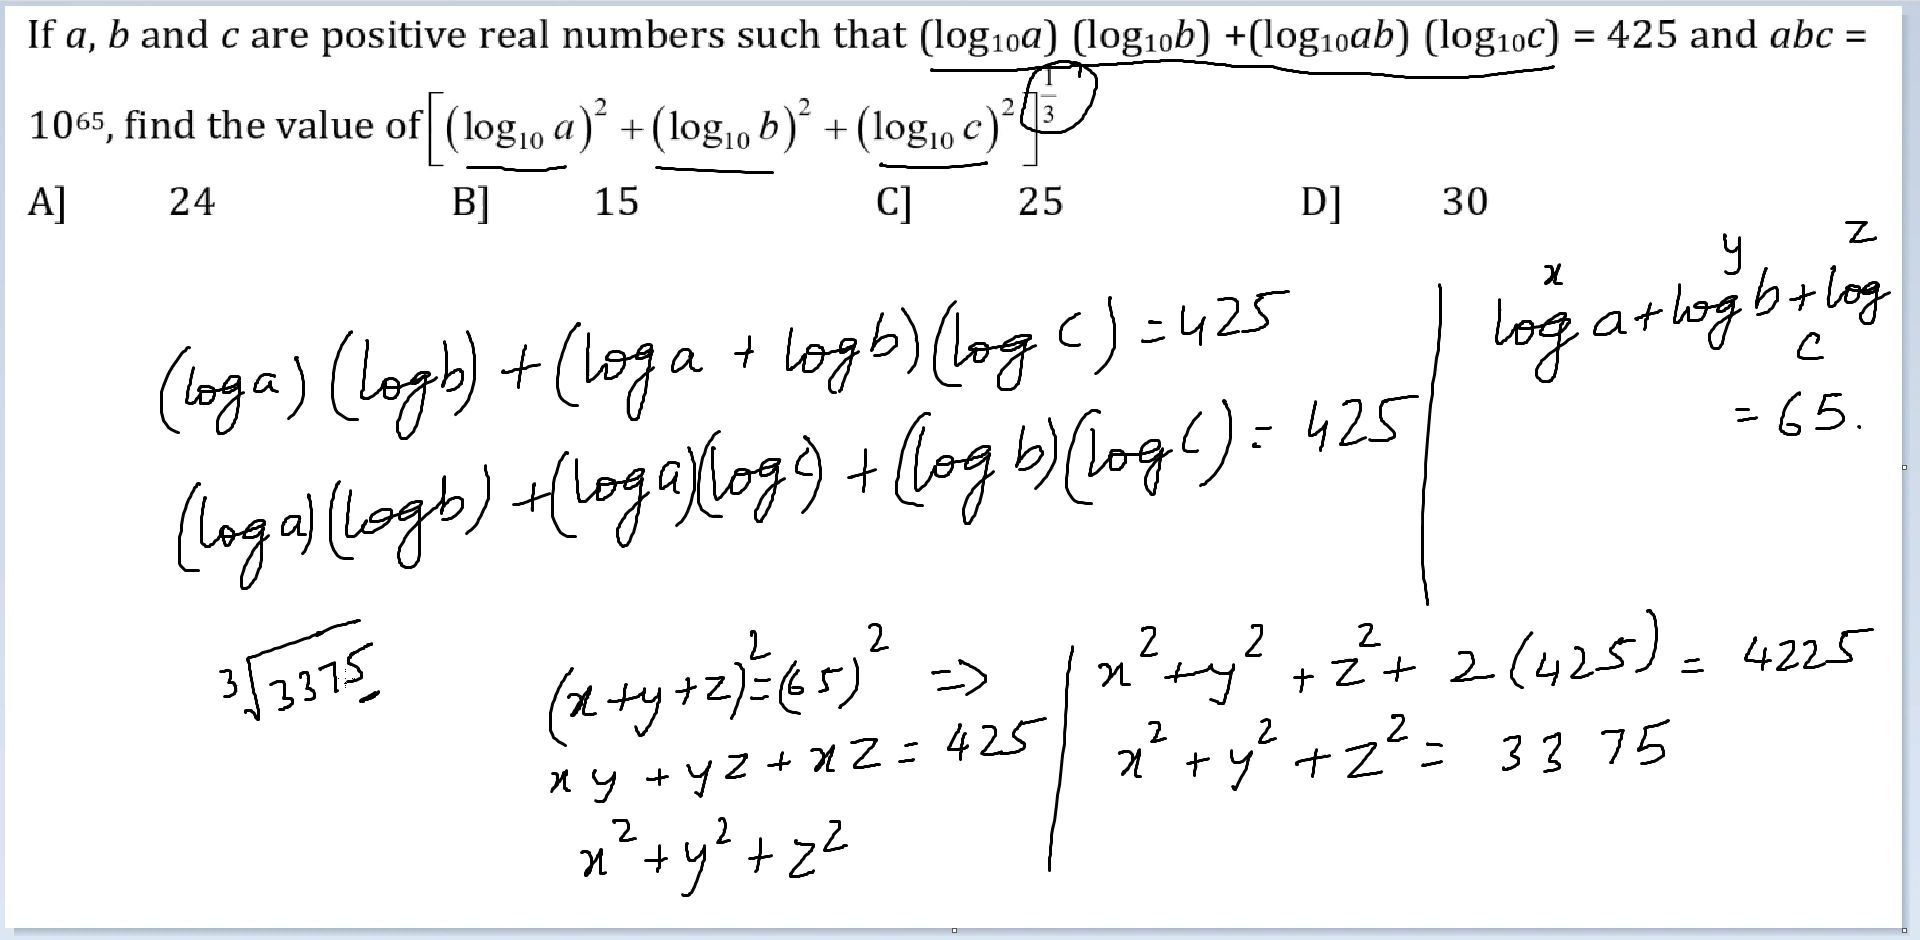 If a, b and c are positive real numbers such that (log₁₀a) (log₁₀b) +(log₁₀ab) (log₁₀c) = 425 and abc =
10⁶⁵, find the value of [(log₁₀ a)² + (log₁₀ b)² + (log₁₀ c)²]^(1/3)
A] 24 B] 15 C] 25 D] 30
(log a) (log b) + (log a + log b) (log c) = 425
(log a) (log b) + (log a)(log c) + (log b)(log c) = 425
x y z
log a + log b + log
c
= 65.
³√3375
(x + y + z)² = (65)² =>
xy + yz + xz = 425
x² + y² + z²
x² + y² + z² + 2(425) = 4225
x² + y² + z² = 3375